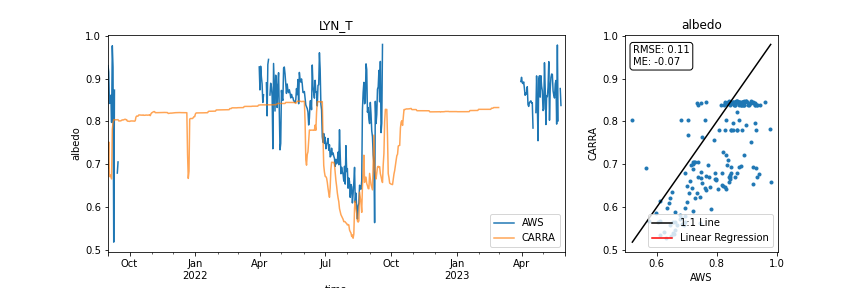 LYN_T
albedo
1.0
0.9
0.8
0.7
0.6
0.5
Oct
Jan
2022
Apr
Jul
Oct
Jan
2023
Apr
time
AWS
CARRA
albedo
CARRA
1.0
0.9
0.8
0.7
0.6
0.5
RMSE: 0.11
ME: -0.07
1:1 Line
Linear Regression
0.6
0.8
1.0
AWS